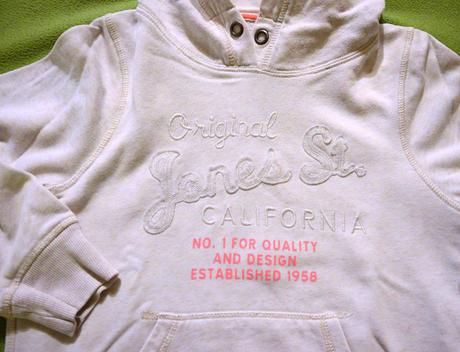 Original
Jones St.
CALIFORNIA
NO. 1 FOR QUALITY
AND DESIGN
ESTABLISHED 1958